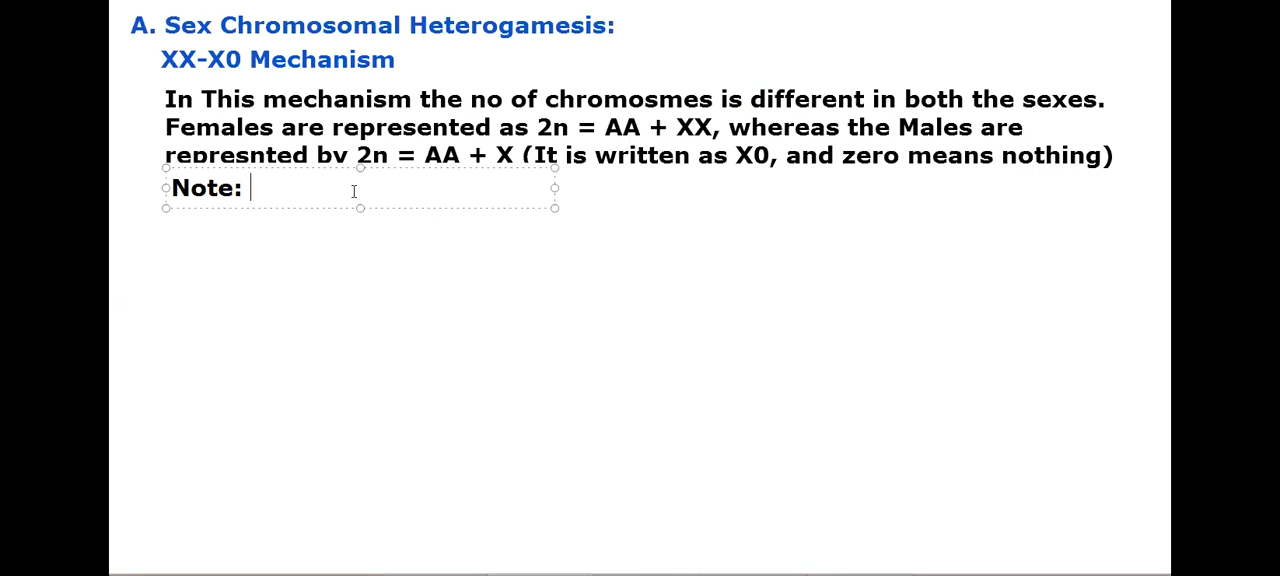 A. Sex Chromosomal Heterogamesis:
XX-X0 Mechanism
In This mechanism the no of chromosmes is different in both the sexes.
Females are represented as 2n = AA + XX, whereas the Males are
represnted by 2n = AA + X (It is written as X0, and zero means nothing)
Note: